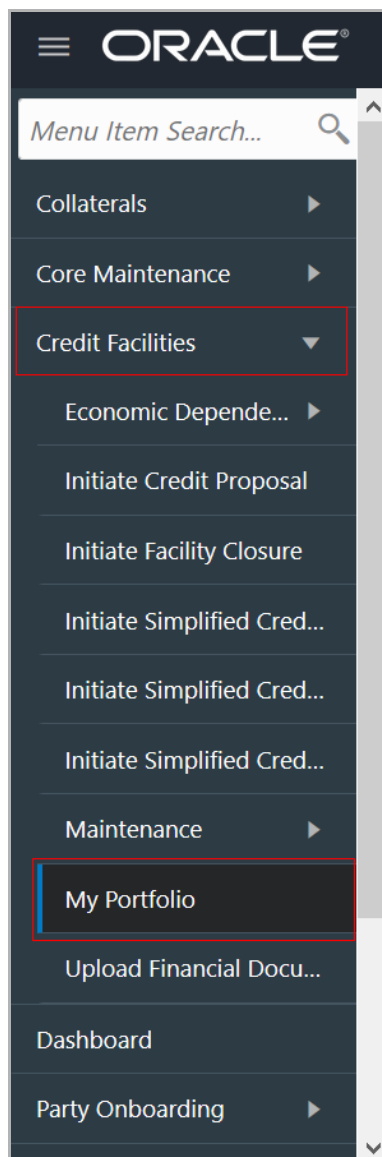 ORACLE®
Menu Item Search...
Collaterals
Core Maintenance
Credit Facilities
Economic Depende...
Initiate Credit Proposal
Initiate Facility Closure
Initiate Simplified Cred...
Initiate Simplified Cred...
Initiate Simplified Cred...
Maintenance
My Portfolio
Upload Financial Docu...
Dashboard
Party Onboarding